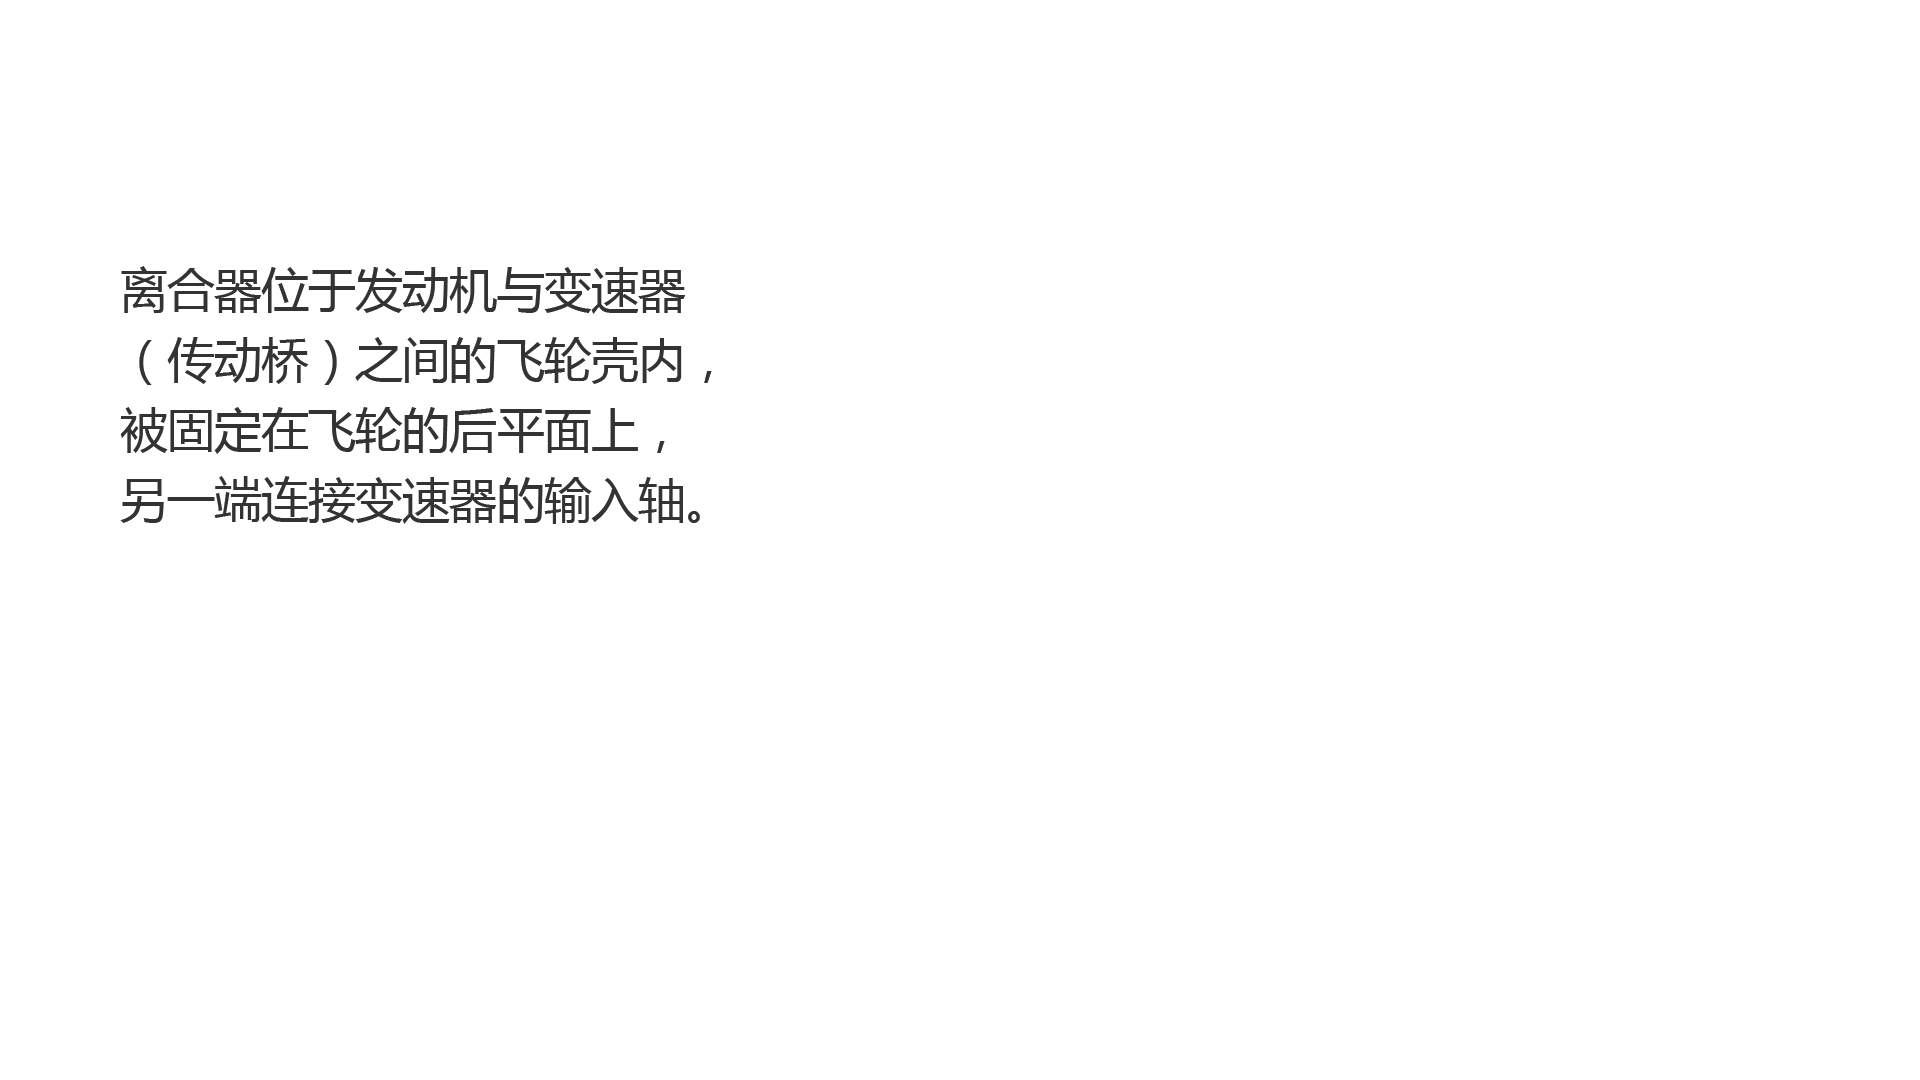 离合器位于发动机与变速器
（传动桥）之间的飞轮壳内，
被固定在飞轮的后平面上，
另一端连接变速器的输入轴。